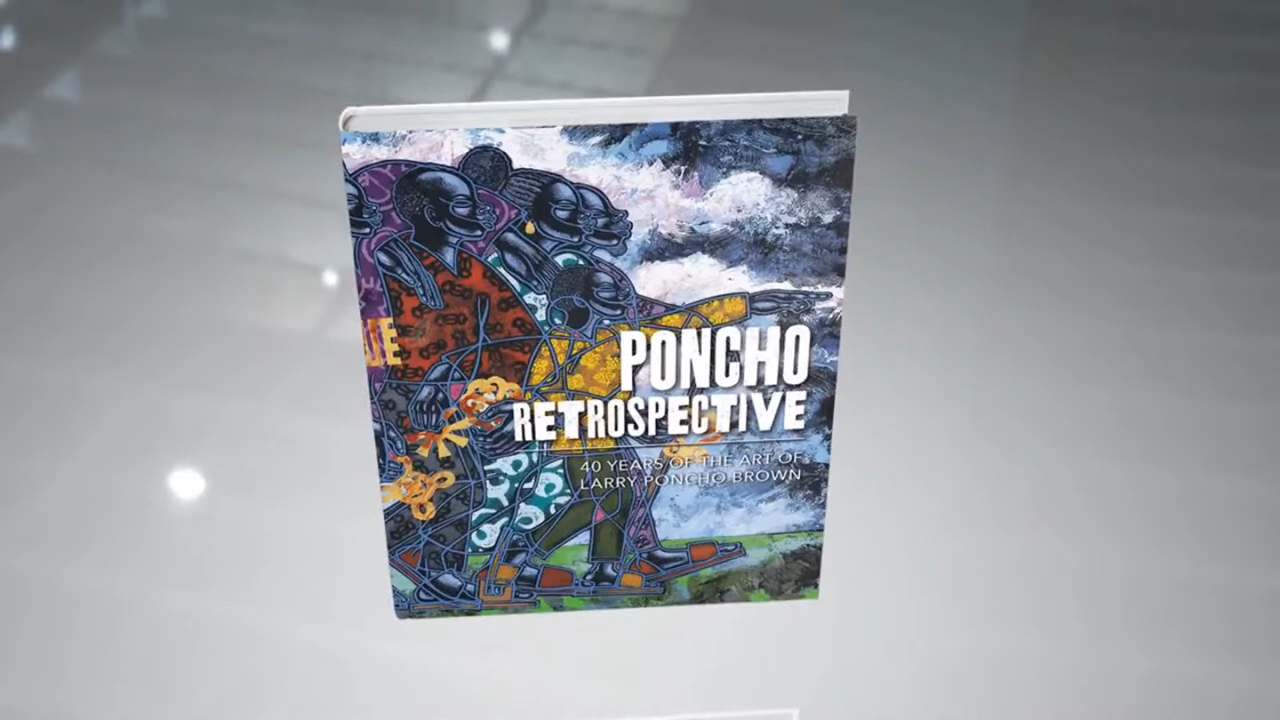 PONCHO
RETROSPECTIVE
40 YEARS OF THE ART OF
LARRY PONCHO BROWN